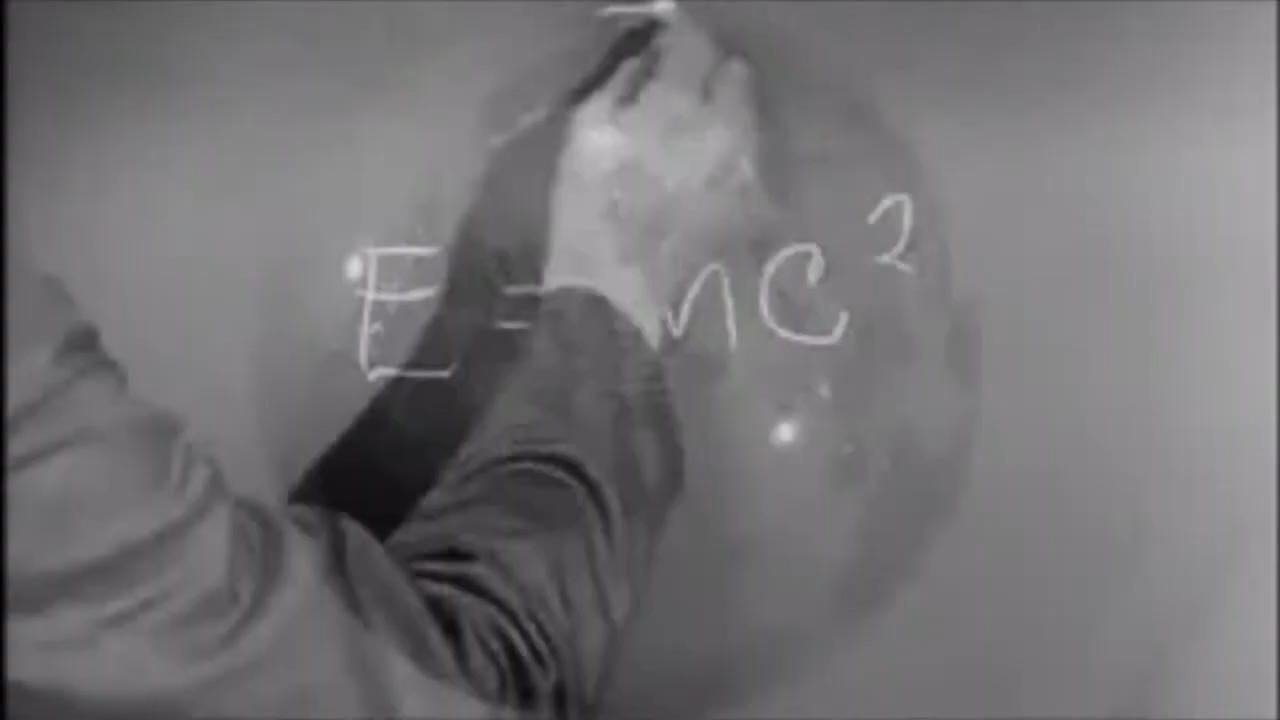 E = mc²